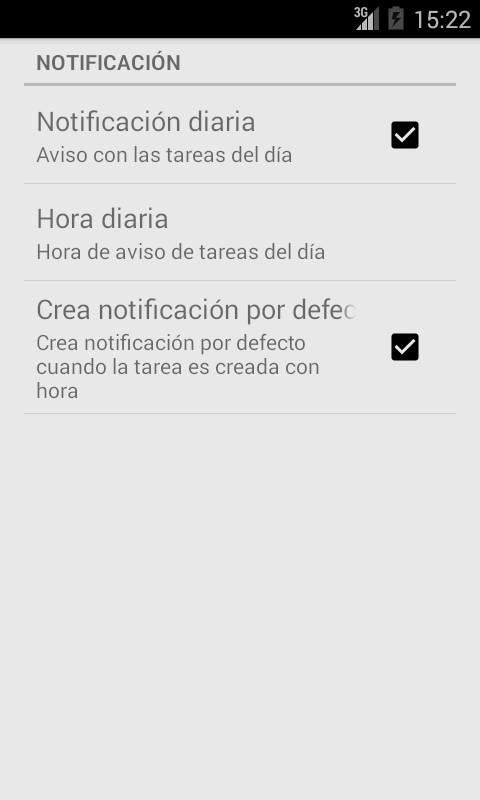 3G 15:22
NOTIFICACIÓN
Notificación diaria
Aviso con las tareas del día
Hora diaria
Hora de aviso de tareas del día
Crea notificación por defec
Crea notificación por defecto
cuando la tarea es creada con
hora